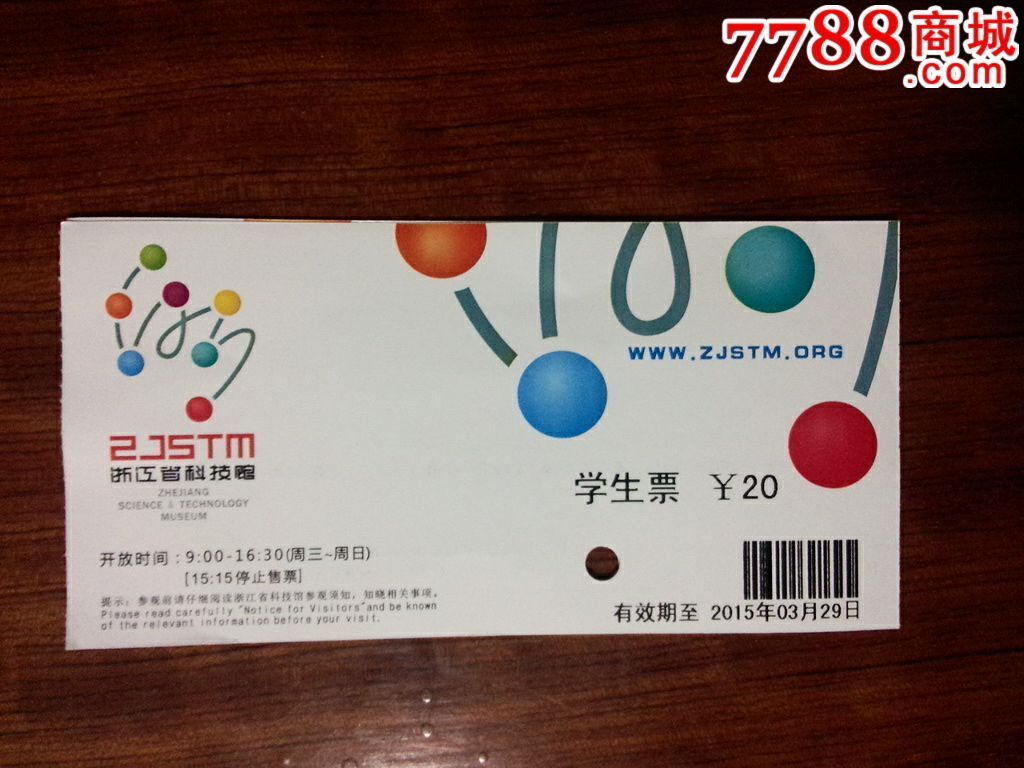 7788商城
.com
WWW.ZJSTM.ORG
ZJSTM
浙江省科技馆
ZHEJIANG
SCIENCE & TECHNOLOGY
MUSEUM
学生票 ￥20
开放时间：9:00-16:30(周三~周日)
[15:15停止售票]
提示：参观前请仔细阅读浙江省科技馆参观须知，知晓相关事项。
Please read carefully "Notice for Visitors" and be known
of the relevant information before your visit.
有效期至 2015年03月29日